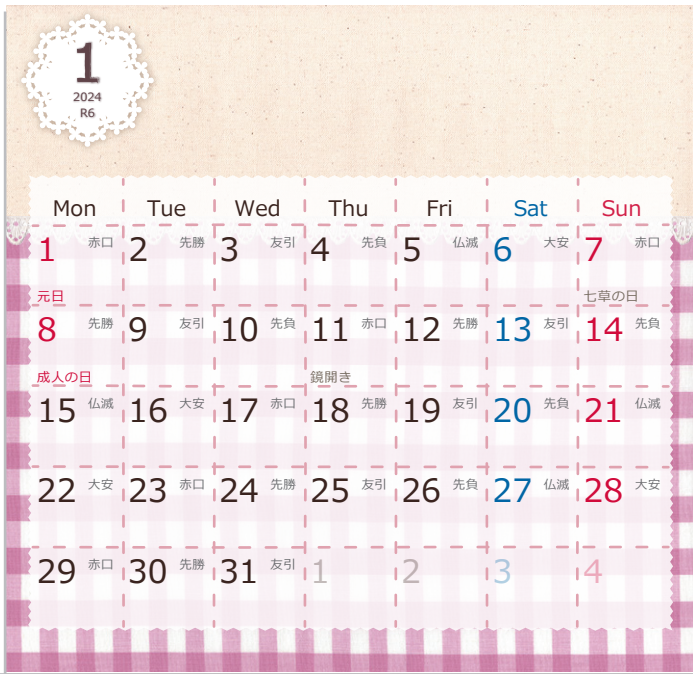 1
2024
R6
Mon Tue Wed Thu Fri Sat Sun
1 赤口 2 先勝 3 友引 4 先負 5 仏滅 6 大安 7 赤口
元日 七草の日
8 先勝 9 友引 10 先負 11 赤口 12 先勝 13 友引 14 先負
成人の日 鏡開き
15 仏滅 16 大安 17 赤口 18 先勝 19 友引 20 先負 21 仏滅
22 大安 23 赤口 24 先勝 25 友引 26 先負 27 仏滅 28 大安
29 赤口 30 先勝 31 友引 1 2 3 4